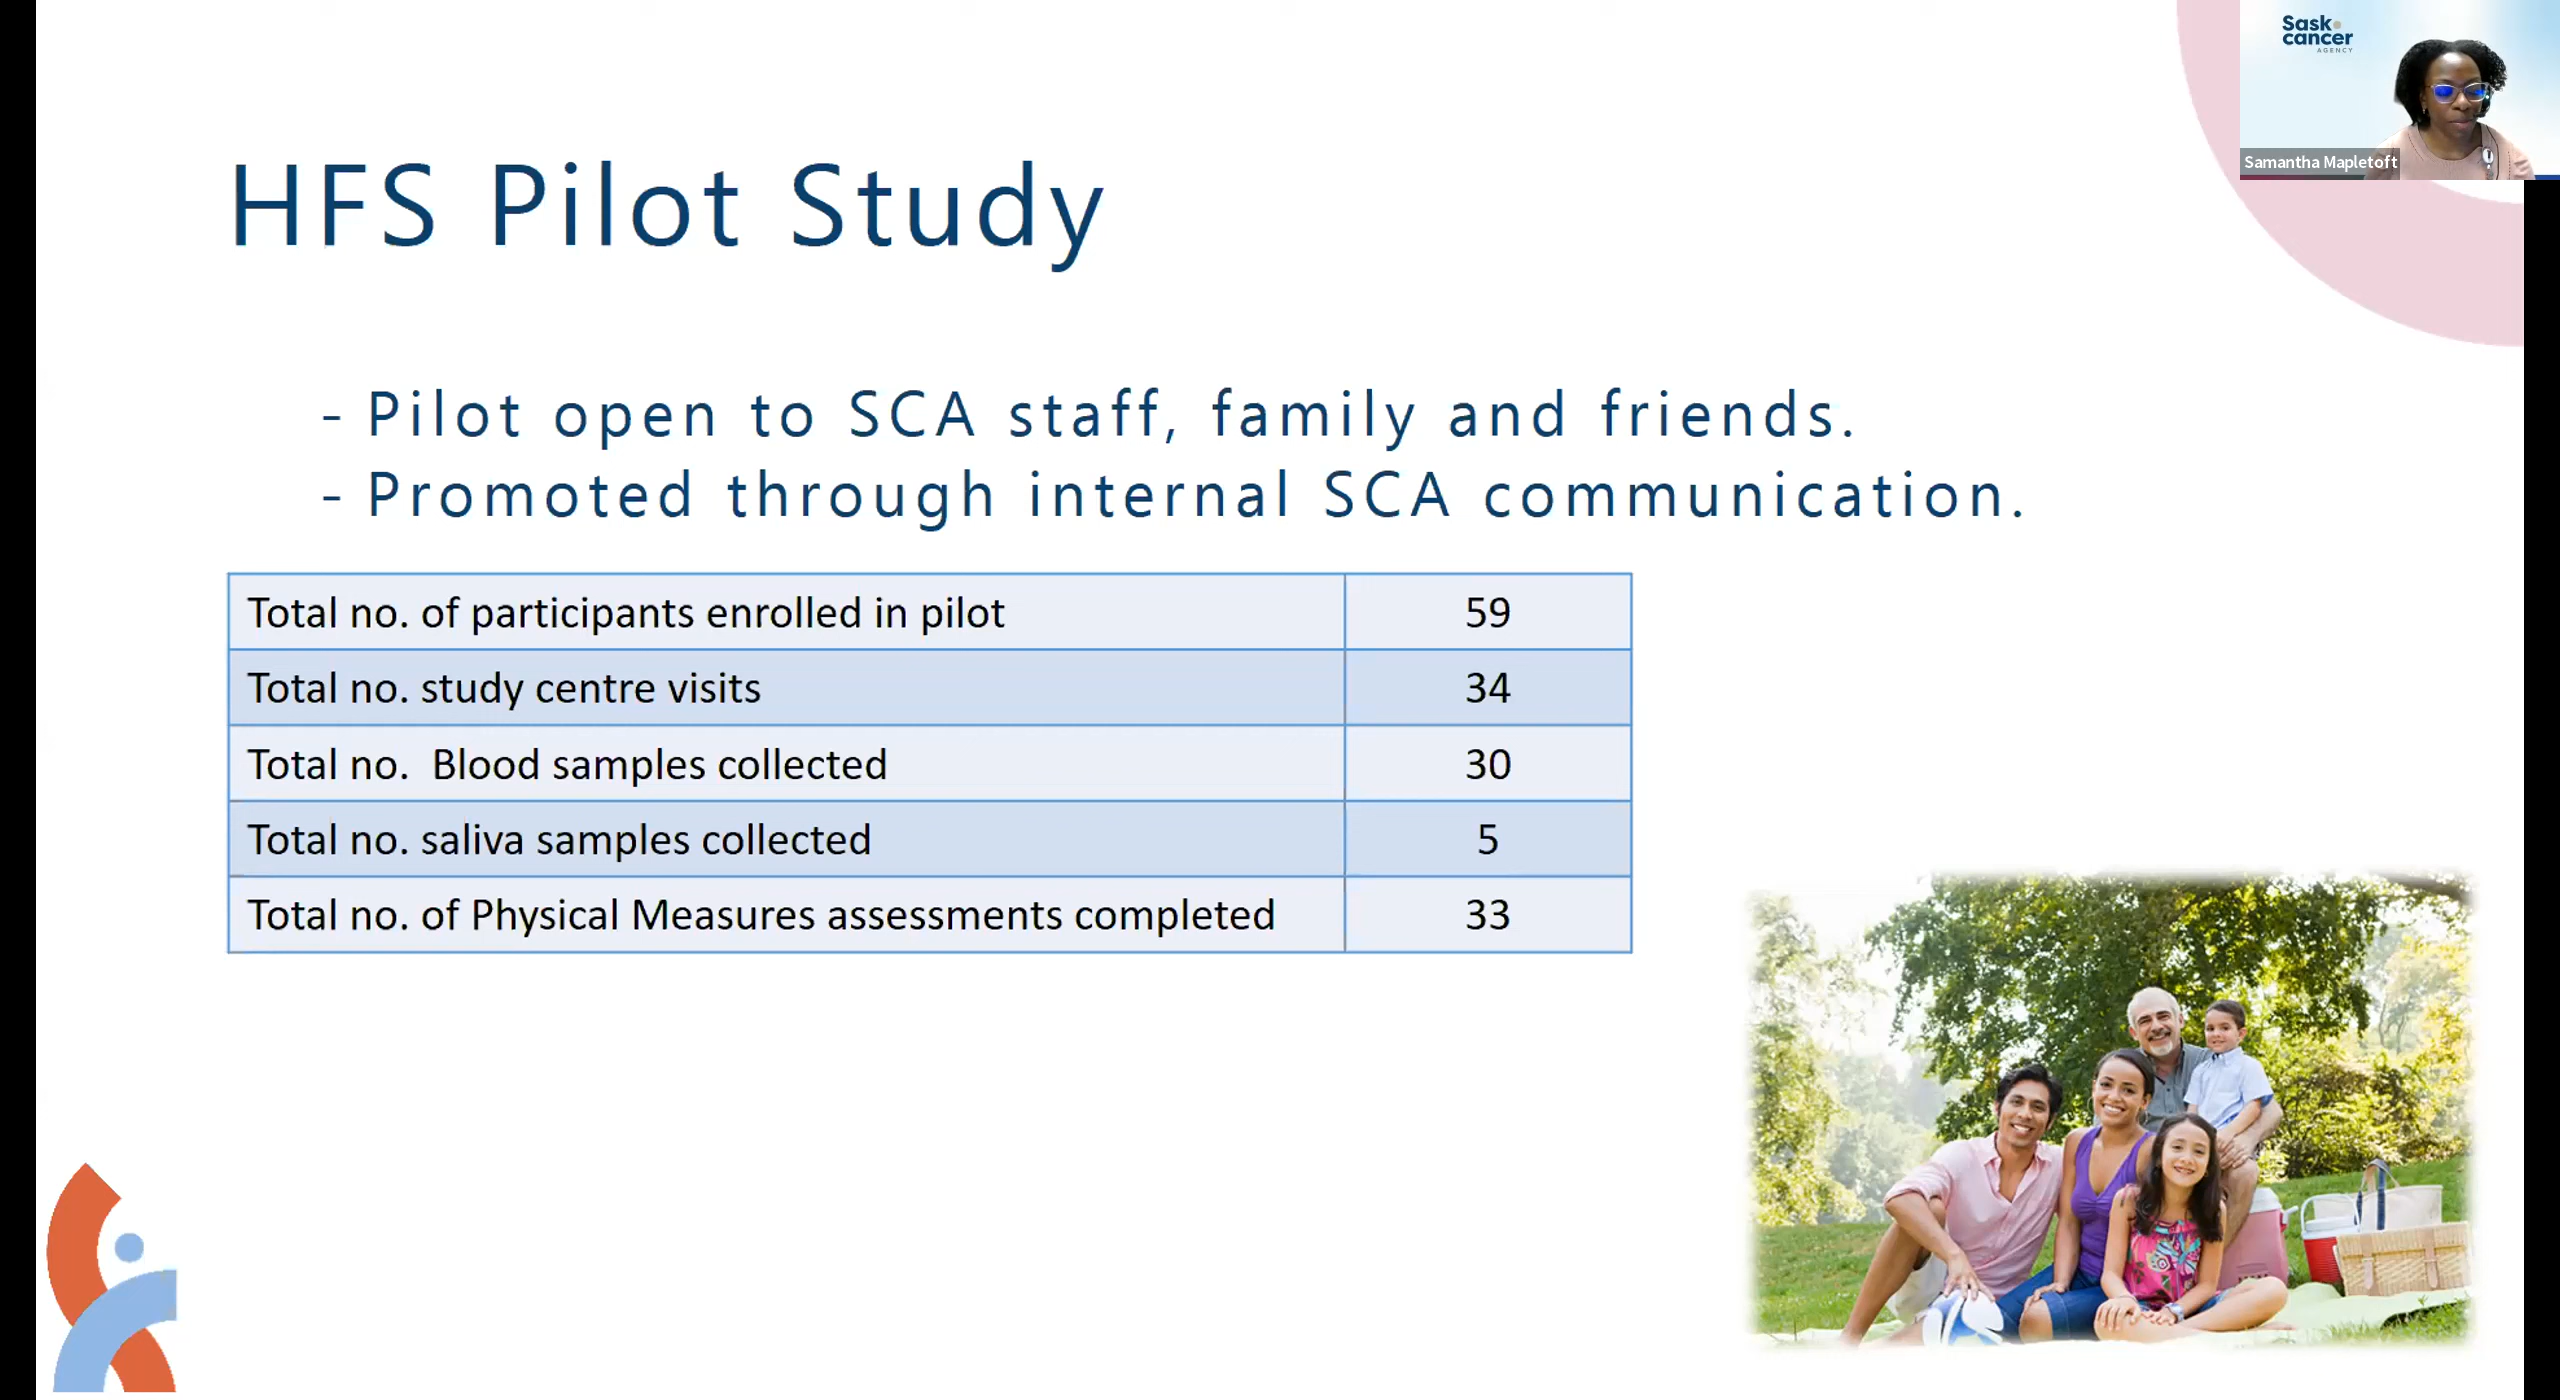 Sask
cancer
AGENCY
Samantha Mapletoft
HFS Pilot Study
- Pilot open to SCA staff, family and friends.
- Promoted through internal SCA communication.
Total no. of participants enrolled in pilot 59
Total no. study centre visits 34
Total no.  Blood samples collected 30
Total no. saliva samples collected 5
Total no. of Physical Measures assessments completed 33